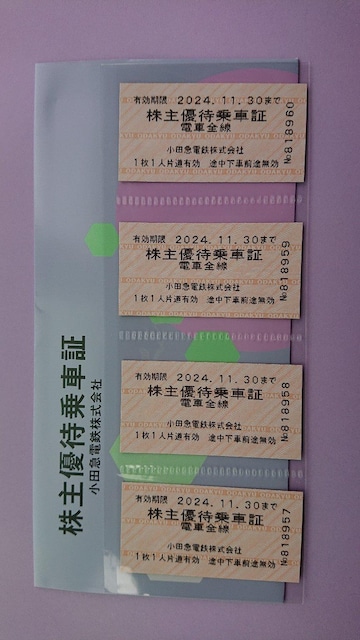 有効期限 2024.11.30まで
株主優待乗車証
電車全線
小田急電鉄株式会社
1枚1人片道有効 途中下車前途無効
№818960
有効期限 2024.11.30まで
株主優待乗車証
電車全線
小田急電鉄株式会社
1枚1人片道有効 途中下車前途無効
№818959
有効期限 2024.11.30まで
株主優待乗車証
電車全線
小田急電鉄株式会社
1枚1人片道有効 途中下車前途無効
№818958
有効期限 2024.11.30まで
株主優待乗車証
電車全線
小田急電鉄株式会社
1枚1人片道有効 途中下車前途無効
№818957
株主優待乗車証
小田急電鉄株式会社